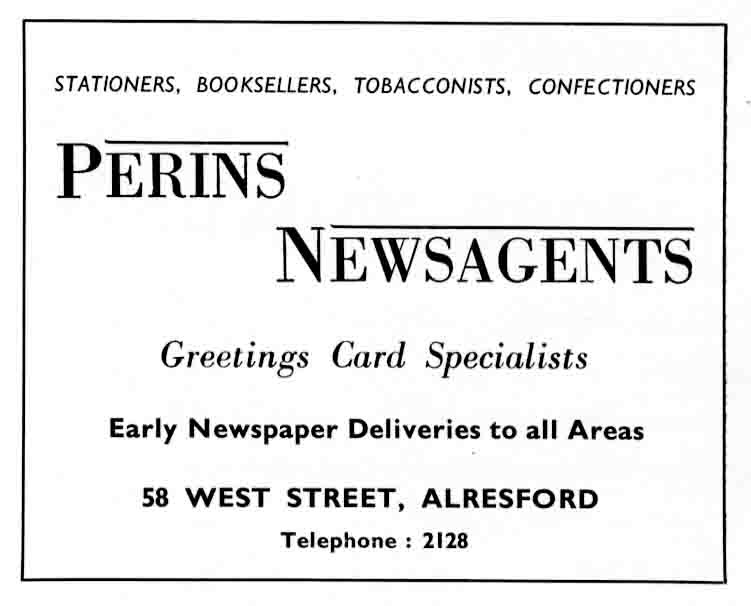 STATIONERS, BOOKSELLERS, TOBACCONISTS, CONFECTIONERS
PERINS
NEWSAGENTS
Greetings Card Specialists
Early Newspaper Deliveries to all Areas
58 WEST STREET, ALRESFORD
Telephone : 2128